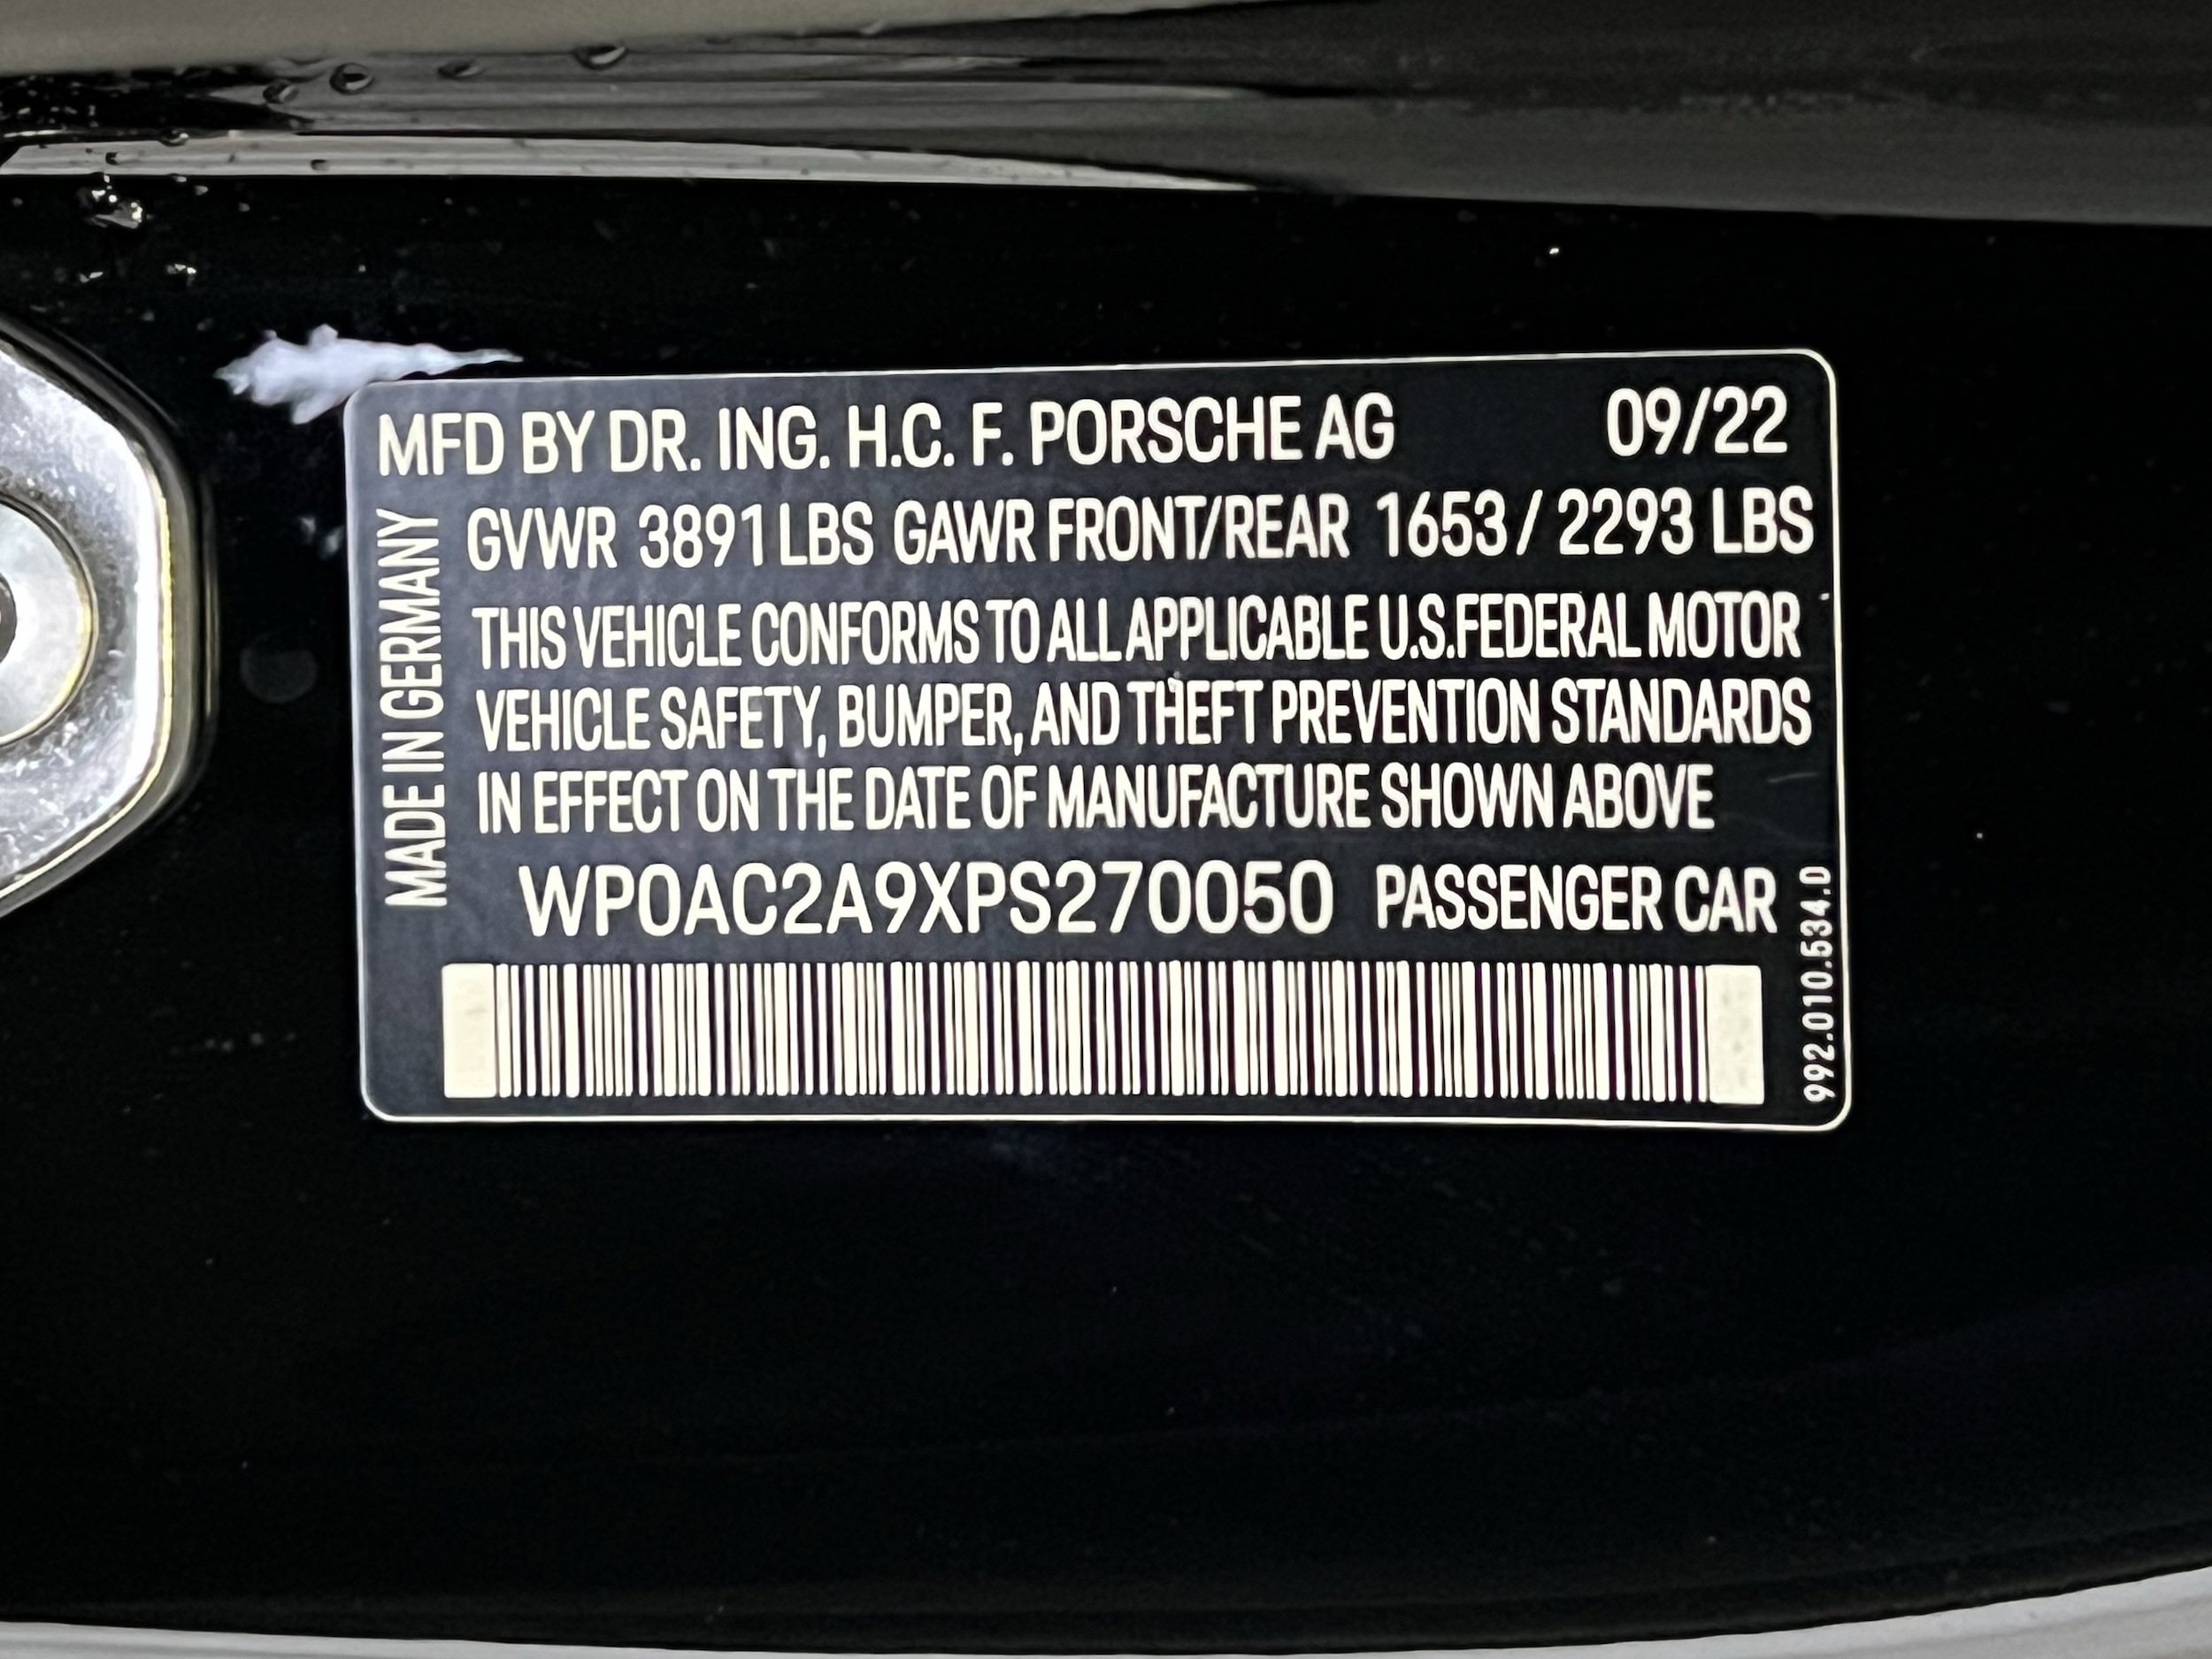 MFD BY DR. ING. H.C. F. PORSCHE AG 09/22
GVWR 3891 LBS GAWR FRONT/REAR 1653 / 2293 LBS
THIS VEHICLE CONFORMS TO ALL APPLICABLE U.S.FEDERAL MOTOR
VEHICLE SAFETY, BUMPER, AND THEFT PREVENTION STANDARDS
IN EFFECT ON THE DATE OF MANUFACTURE SHOWN ABOVE
WP0AC2A9XPS270050 PASSENGER CAR
MADE IN GERMANY
992.010.534.0